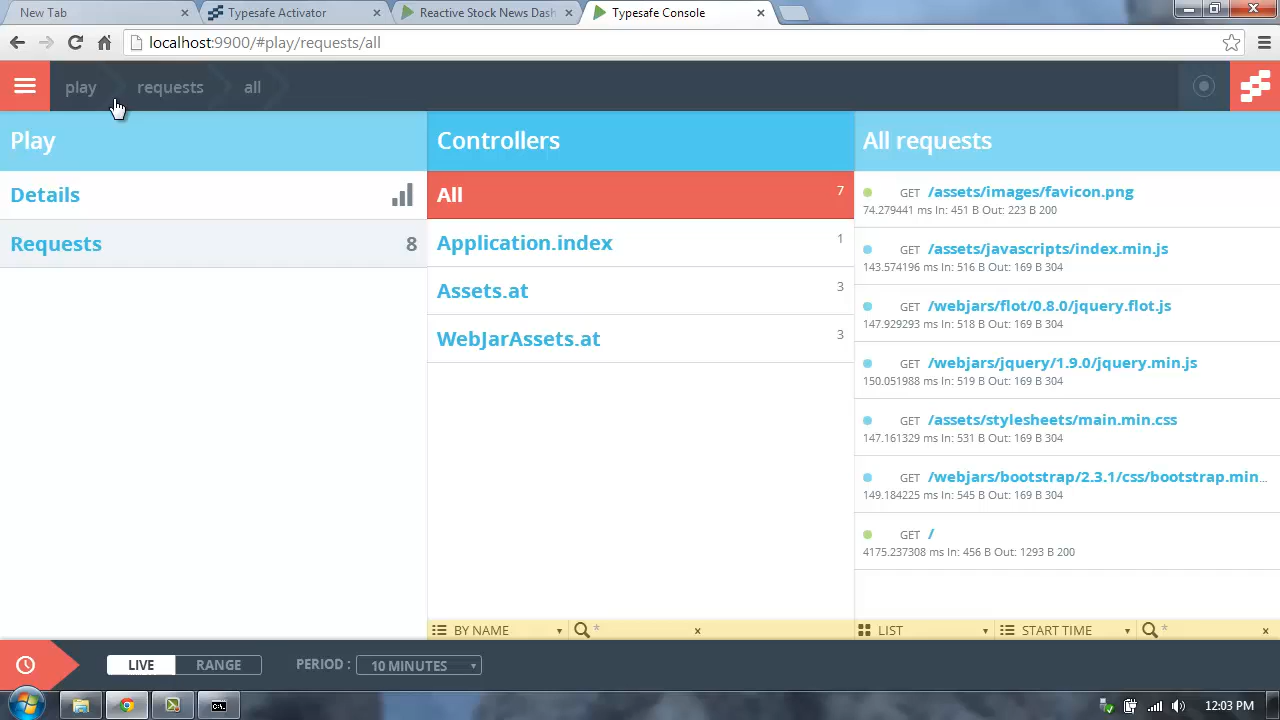 New Tab
Typesafe Activator
Reactive Stock News Dash
Typesafe Console
localhost:9900/#play/requests/all
play
requests
all
Play
Details
Requests 8
Controllers
All 7
Application.index 1
Assets.at 3
WebJarAssets.at 3
BY NAME
*
All requests
GET /assets/images/favicon.png
74.279441 ms In: 451 B Out: 223 B 200
GET /assets/javascripts/index.min.js
143.574196 ms In: 516 B Out: 169 B 304
GET /webjars/flot/0.8.0/jquery.flot.js
147.929293 ms In: 518 B Out: 169 B 304
GET /webjars/jquery/1.9.0/jquery.min.js
150.051988 ms In: 519 B Out: 169 B 304
GET /assets/stylesheets/main.min.css
147.161329 ms In: 531 B Out: 169 B 304
GET /webjars/bootstrap/2.3.1/css/bootstrap.min...
149.184225 ms In: 545 B Out: 169 B 304
GET /
4175.237308 ms In: 456 B Out: 1293 B 200
LIST
START TIME
*
LIVE
RANGE
PERIOD :
10 MINUTES
12:03 PM